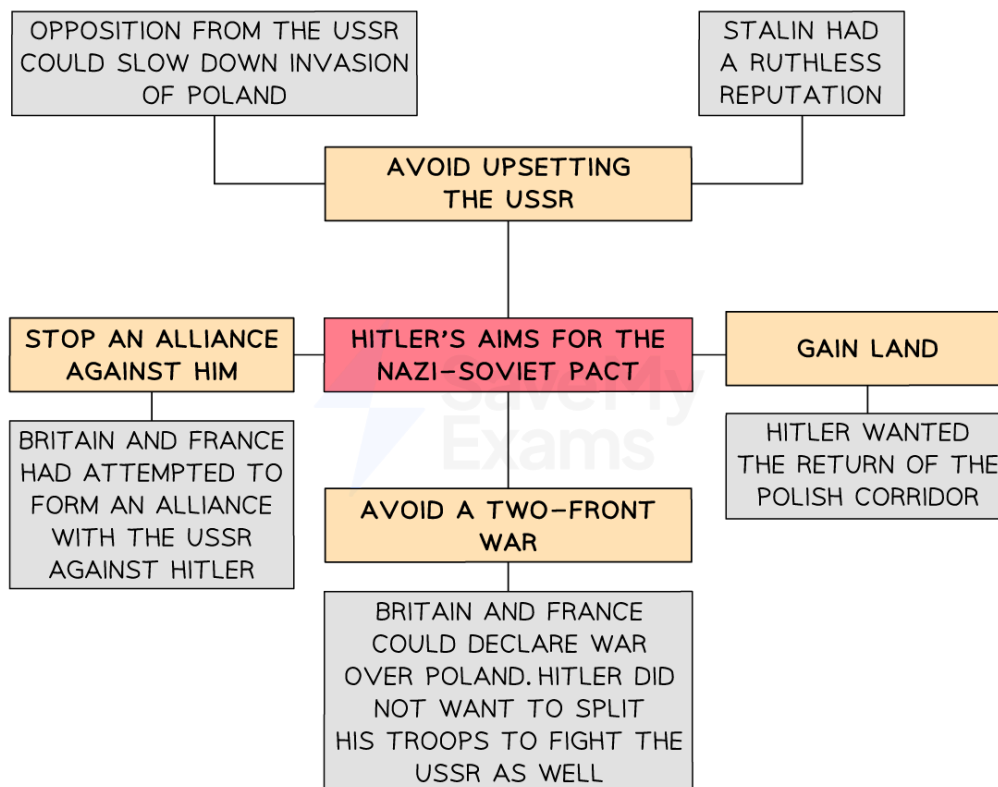 OPPOSITION FROM THE USSR
COULD SLOW DOWN INVASION
OF POLAND
STALIN HAD
A RUTHLESS
REPUTATION
AVOID UPSETTING
THE USSR
STOP AN ALLIANCE
AGAINST HIM
HITLER'S AIMS FOR THE
NAZI-SOVIET PACT
GAIN LAND
SaveMy
Exams
BRITAIN AND FRANCE
HAD ATTEMPTED TO
FORM AN ALLIANCE
WITH THE USSR
AGAINST HITLER
HITLER WANTED
THE RETURN OF THE
POLISH CORRIDOR
AVOID A TWO-FRONT
WAR
BRITAIN AND FRANCE
COULD DECLARE WAR
OVER POLAND. HITLER DID
NOT WANT TO SPLIT
HIS TROOPS TO FIGHT THE
USSR AS WELL